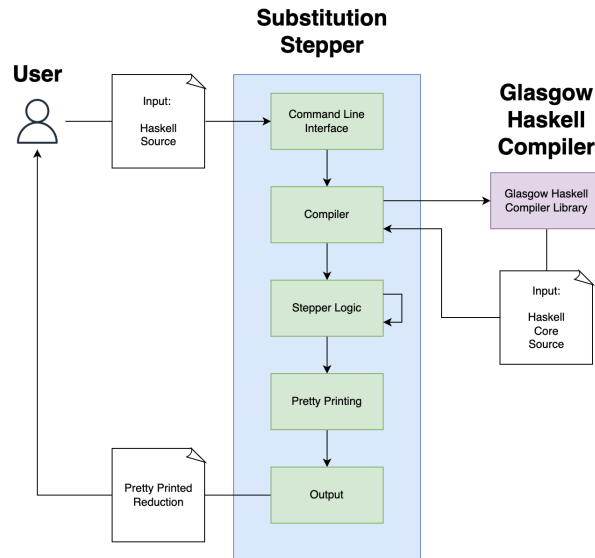 Substitution
Stepper
User
Glasgow
Haskell
Compiler
Input:
Haskell
Source
Command Line
Interface
Compiler
Glasgow Haskell
Compiler Library
Stepper Logic
Input:
Haskell
Core
Source
Pretty Printing
Pretty Printed
Reduction
Output